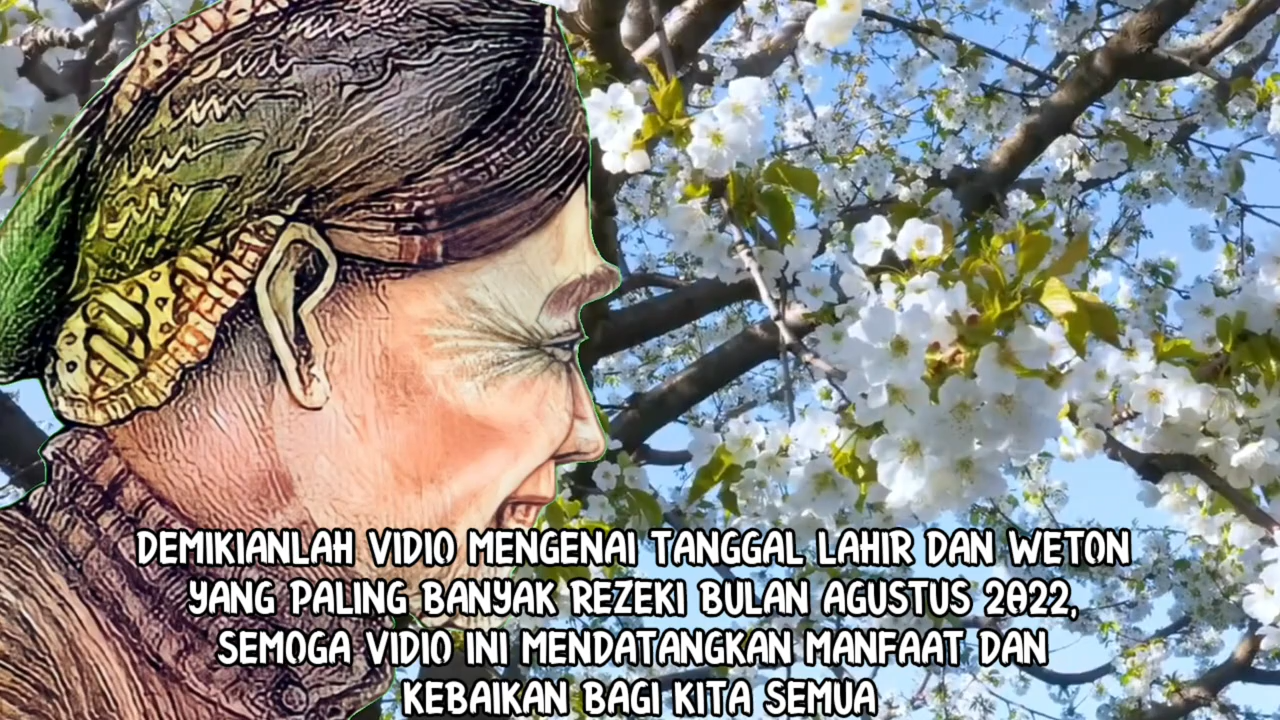 DEMIKIANLAH VIDIO MENGENAI TANGGAL LAHIR DAN WETON
YANG PALING BANYAK REZEKI BULAN AGUSTUS 2022,
SEMOGA VIDIO INI MENDATANGKAN MANFAAT DAN
KEBAIKAN BAGI KITA SEMUA